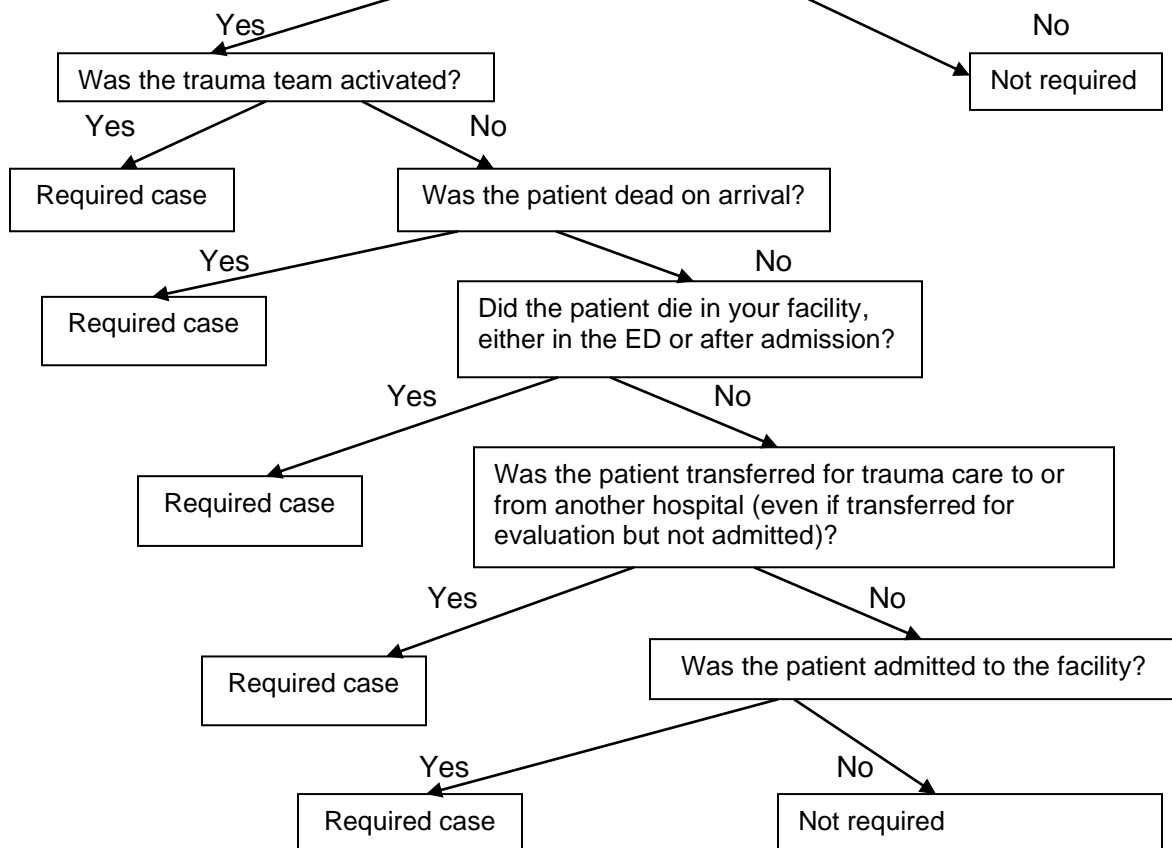 Yes
No
Was the trauma team activated?
Not required
Yes
No
Required case
Was the patient dead on arrival?
Yes
No
Required case
Did the patient die in your facility,
either in the ED or after admission?
Yes
No
Required case
Was the patient transferred for trauma care to or
from another hospital (even if transferred for
evaluation but not admitted)?
Yes
No
Required case
Was the patient admitted to the facility?
Yes
No
Required case
Not required